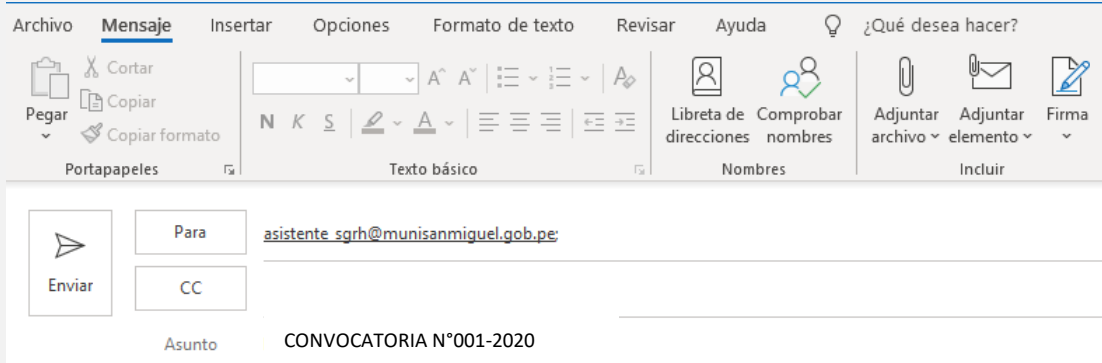 Archivo Mensaje Insertar Opciones Formato de texto Revisar Ayuda ¿Qué desea hacer?
Pegar
Cortar
Copiar
Copiar formato
Portapapeles
N K S A
Texto básico
Libreta de direcciones
Comprobar nombres
Nombres
Adjuntar archivo
Adjuntar elemento
Firma
Incluir
Enviar
Para asistente_sgrh@munisanmiguel.gob.pe;
CC
Asunto CONVOCATORIA N°001-2020